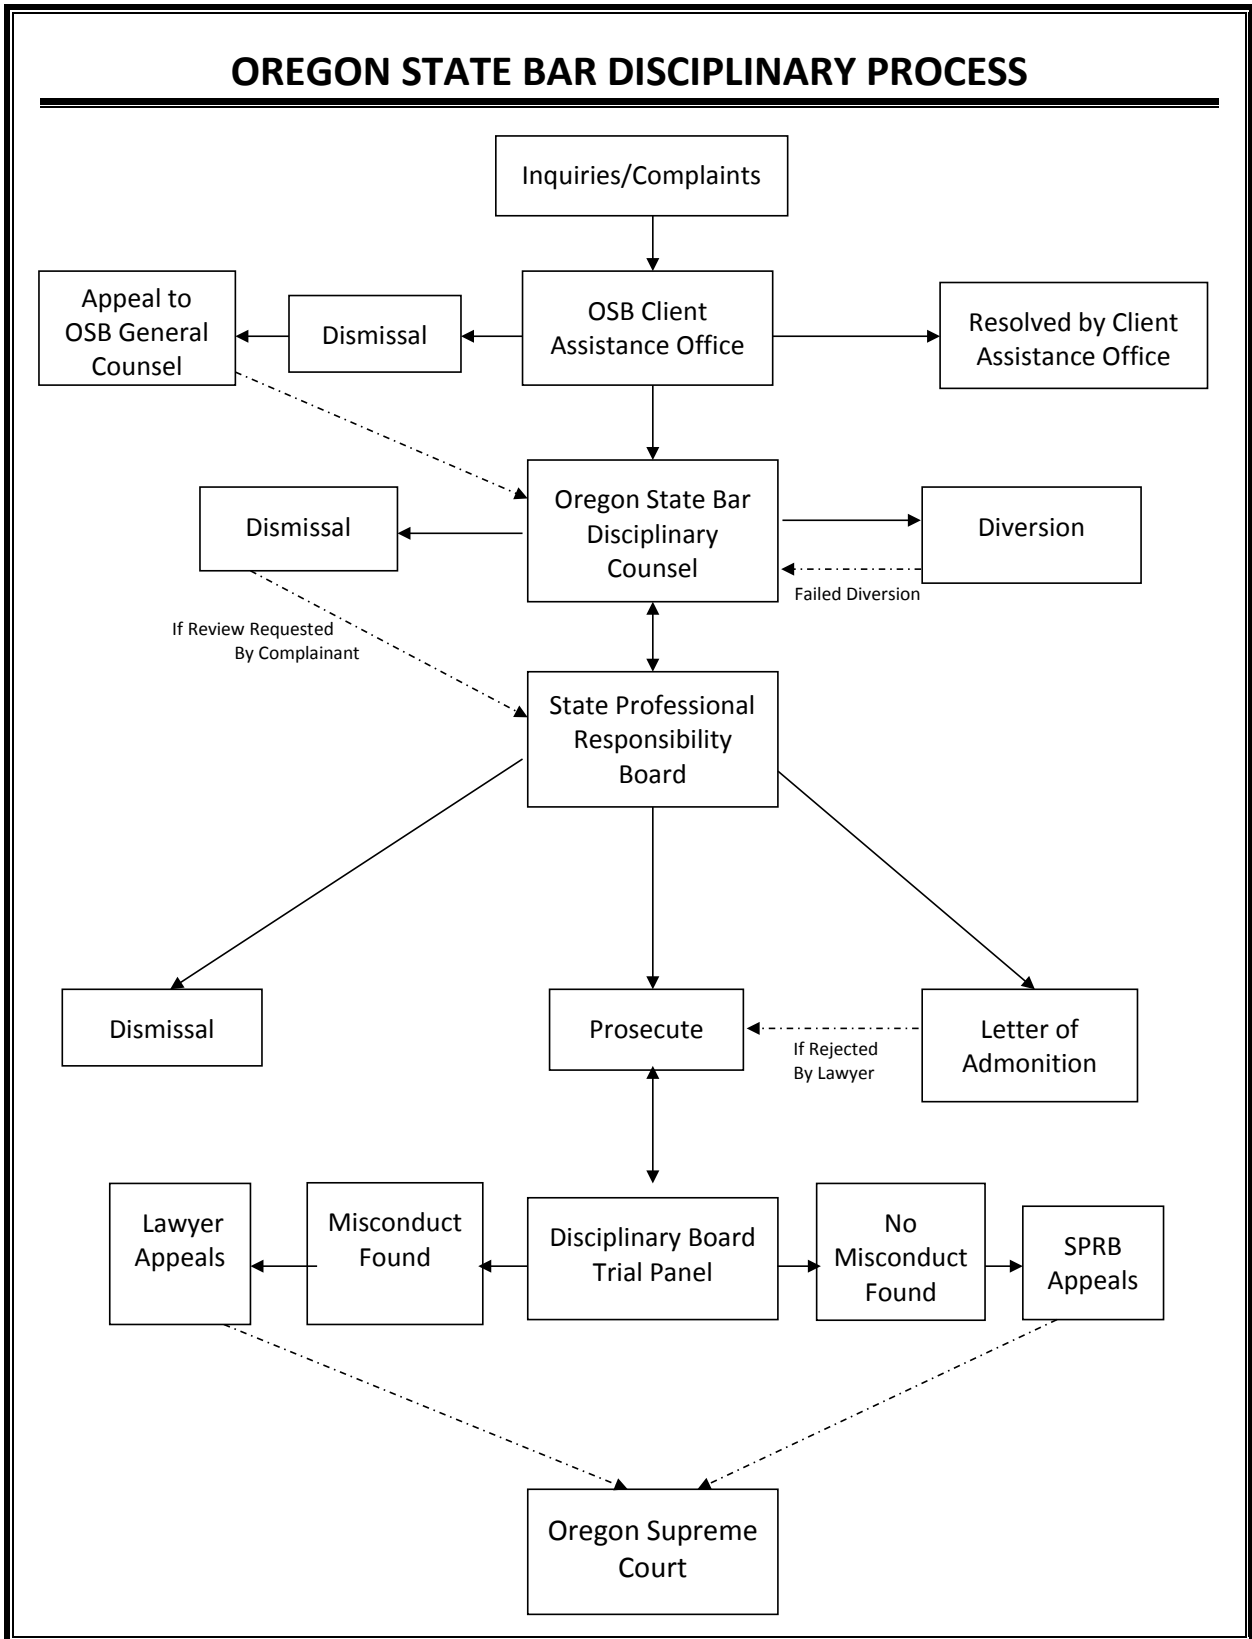 OREGON STATE BAR DISCIPLINARY PROCESS
Inquiries/Complaints
Appeal to
OSB General
Counsel
Dismissal
OSB Client
Assistance Office
Resolved by Client
Assistance Office
Dismissal
Oregon State Bar
Disciplinary
Counsel
Diversion
Failed Diversion
If Review Requested
By Complainant
State Professional
Responsibility
Board
Dismissal
Prosecute
If Rejected
By Lawyer
Letter of
Admonition
Lawyer
Appeals
Misconduct
Found
Disciplinary Board
Trial Panel
No
Misconduct
Found
SPRB
Appeals
Oregon Supreme
Court